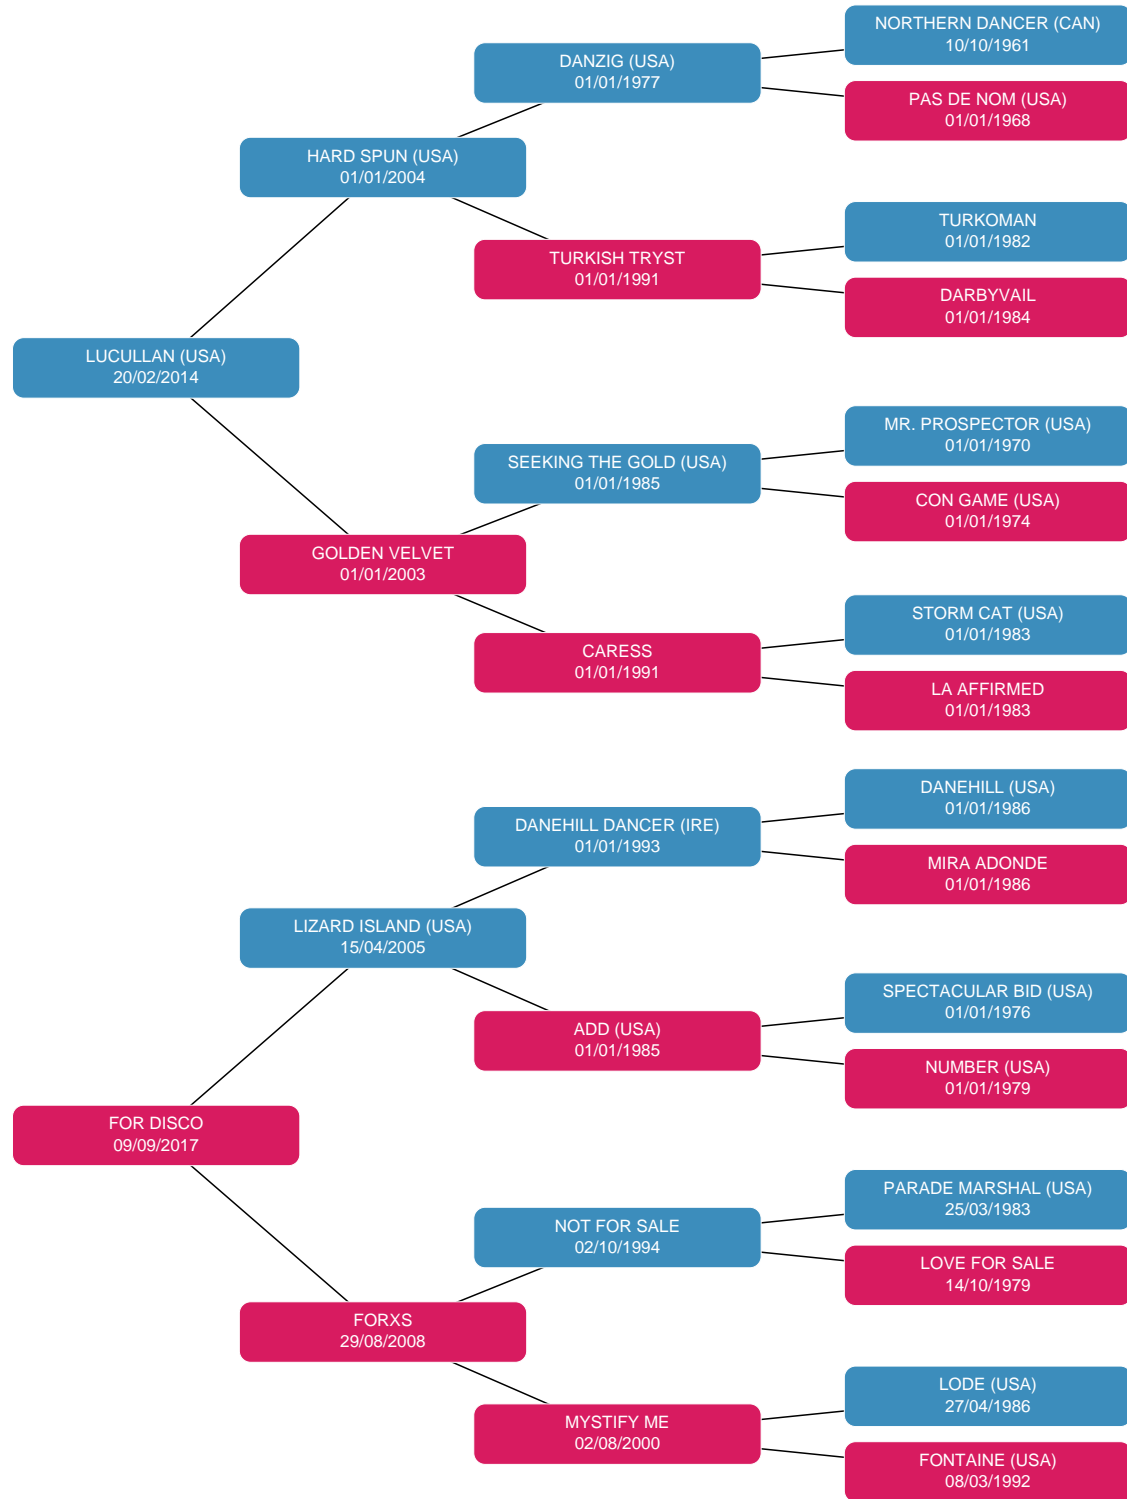 NORTHERN DANCER (CAN)
10/10/1961
DANZIG (USA)
01/01/1977
PAS DE NOM (USA)
01/01/1968
HARD SPUN (USA)
01/01/2004
TURKOMAN
01/01/1982
TURKISH TRYST
01/01/1991
DARBYVAIL
01/01/1984
LUCULLAN (USA)
20/02/2014
MR. PROSPECTOR (USA)
01/01/1970
SEEKING THE GOLD (USA)
01/01/1985
CON GAME (USA)
01/01/1974
GOLDEN VELVET
01/01/2003
STORM CAT (USA)
01/01/1983
CARESS
01/01/1991
LA AFFIRMED
01/01/1983
DANEHILL (USA)
01/01/1986
DANEHILL DANCER (IRE)
01/01/1993
MIRA ADONDE
01/01/1986
LIZARD ISLAND (USA)
15/04/2005
SPECTACULAR BID (USA)
01/01/1976
ADD (USA)
01/01/1985
NUMBER (USA)
01/01/1979
FOR DISCO
09/09/2017
PARADE MARSHAL (USA)
25/03/1983
NOT FOR SALE
02/10/1994
LOVE FOR SALE
14/10/1979
FORXS
29/08/2008
LODE (USA)
27/04/1986
MYSTIFY ME
02/08/2000
FONTAINE (USA)
08/03/1992